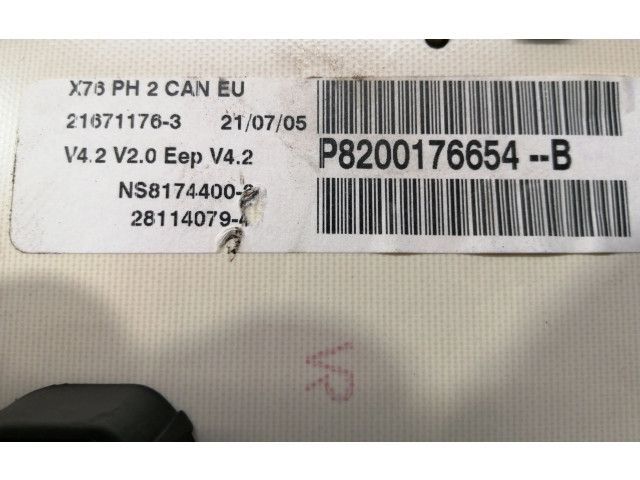 X76 PH 2 CAN EU
21671176-3 21/07/05
V4.2 V2.0 Eep V4.2
P8200176654 --B
NS8174400-
28114079-4
VR